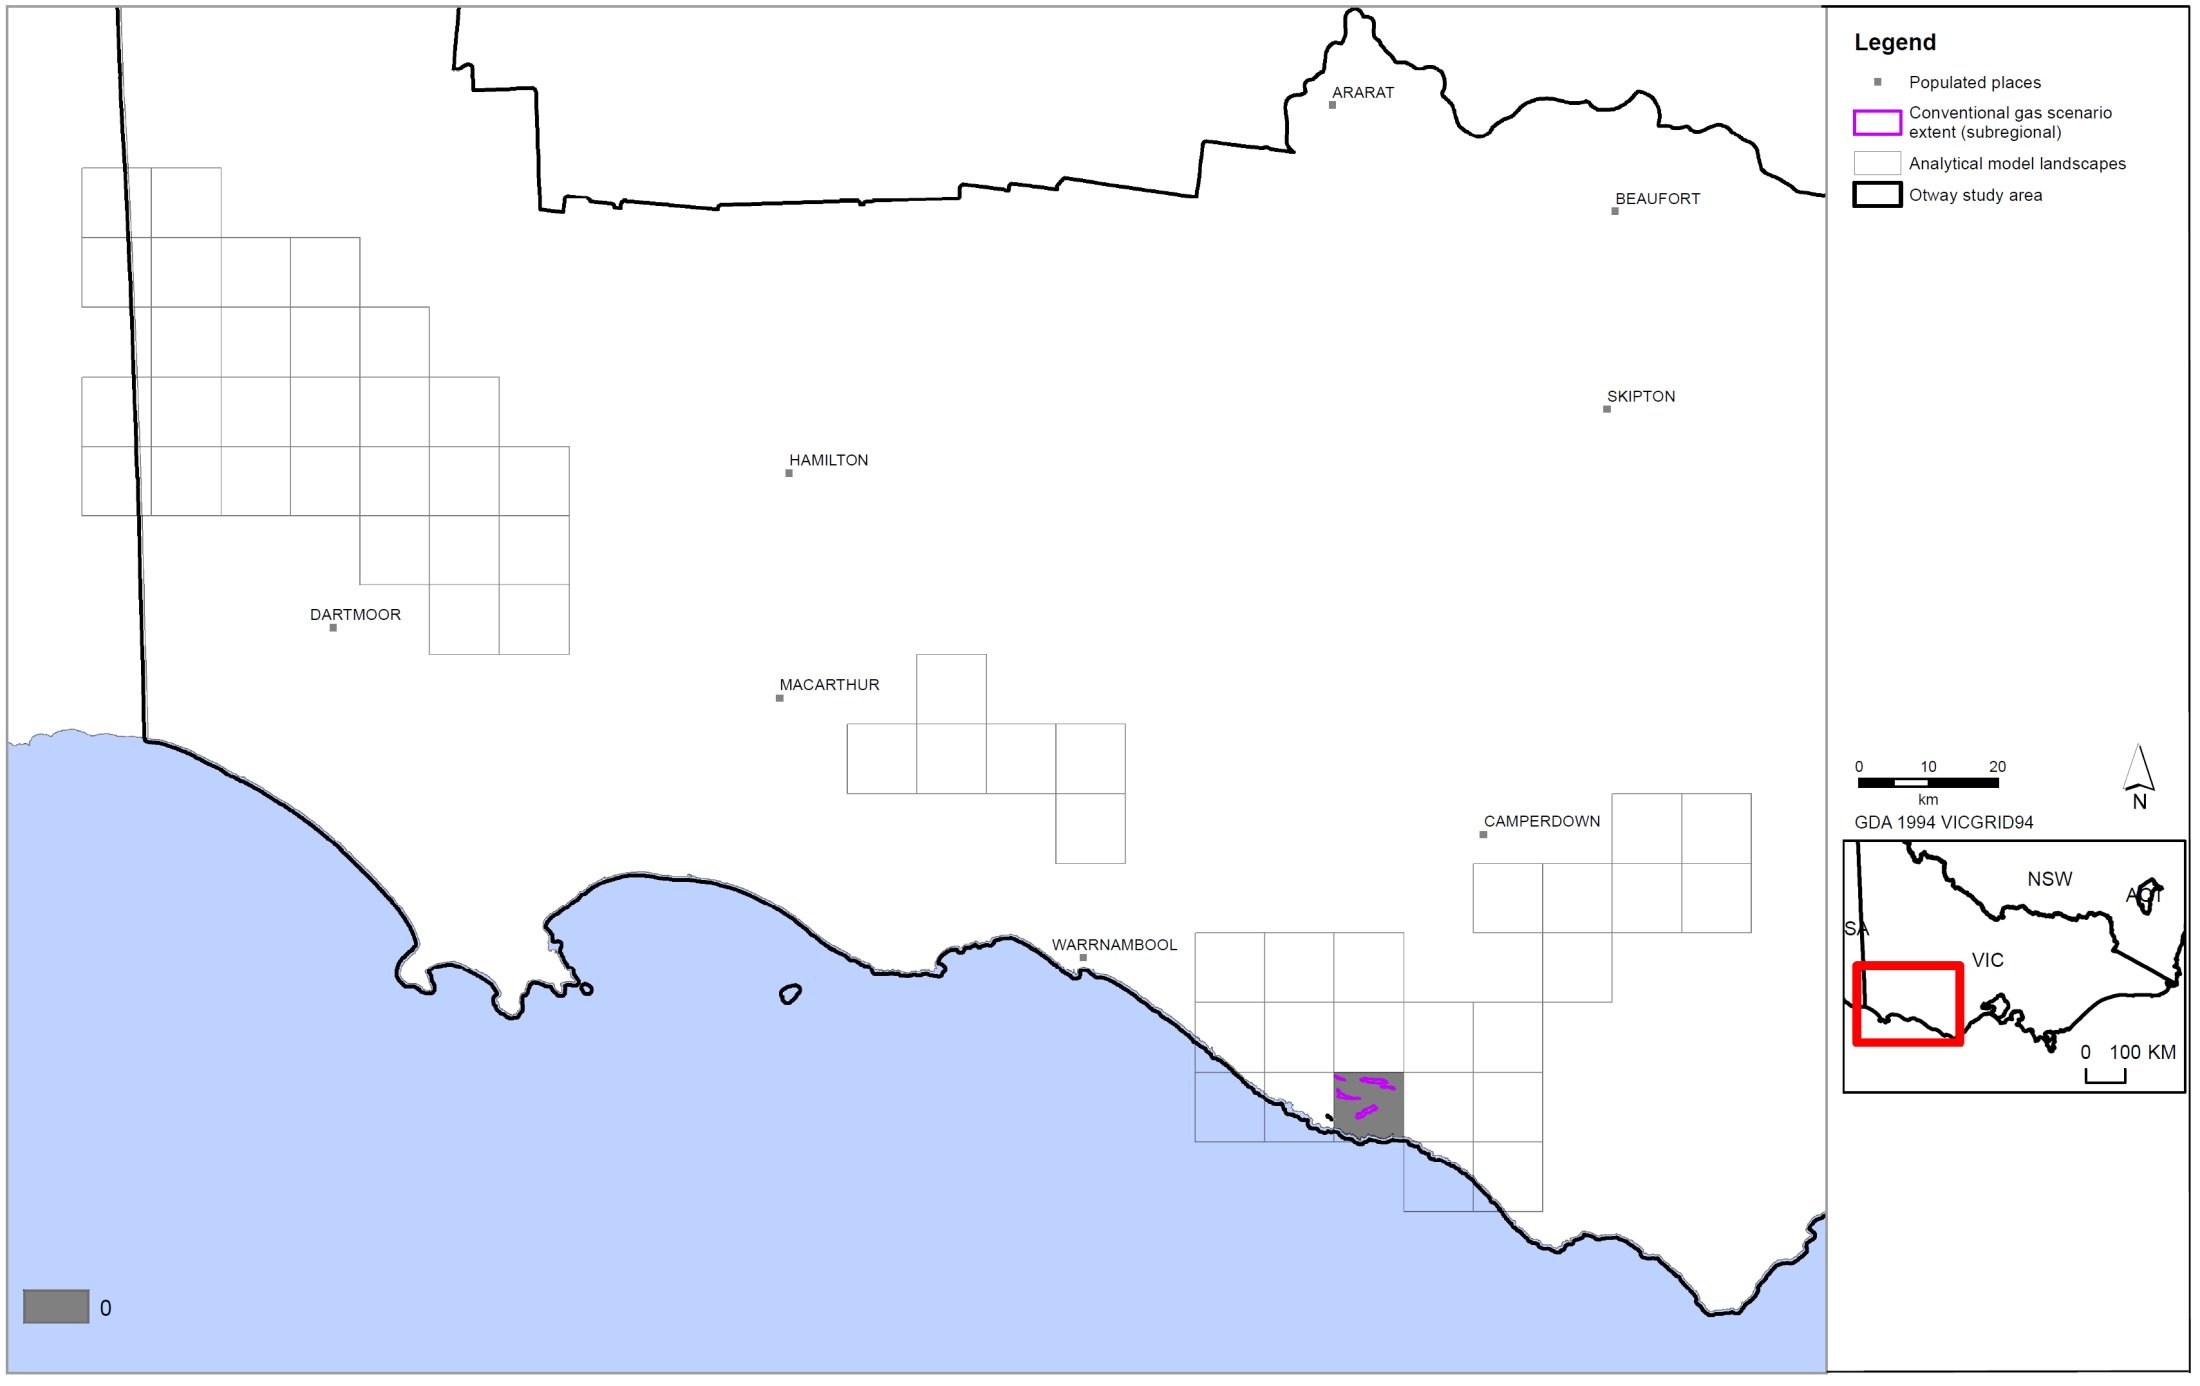 ARARAT
BEAUFORT
SKIPTON
HAMILTON
DARTMOOR
MACARTHUR
CAMPERDOWN
WARRNAMBOOL
0
Legend
Populated places
Conventional gas scenario
extent (subregional)
Analytical model landscapes
Otway study area
0 10 20
km
N
GDA 1994 VICGRID94
NSW
ACT
SA
VIC
0 100 KM